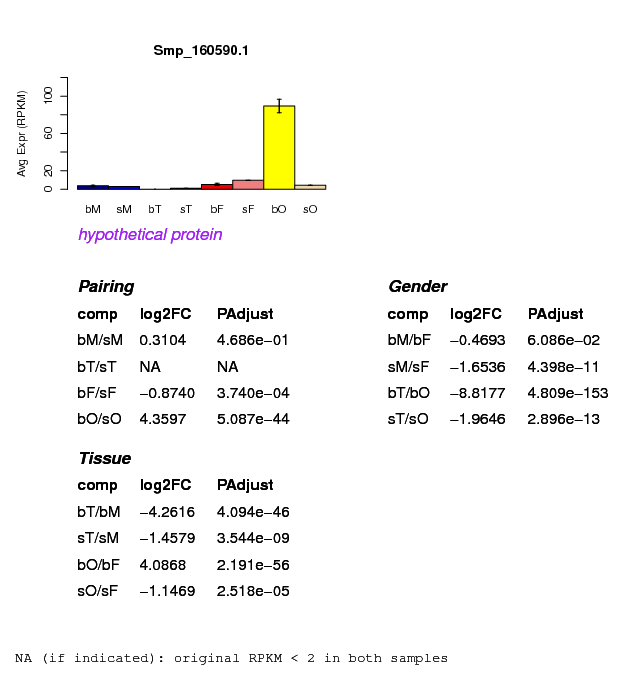 Smp_160590.1
Avg Expr (RPKM)
100
60
20
0
bM sM bT sT bF sF bO sO
hypothetical protein
Pairing
comp log2FC PAdjust
bM/sM 0.3104 4.686e−01
bT/sT NA NA
bF/sF −0.8740 3.740e−04
bO/sO 4.3597 5.087e−44
Gender
comp log2FC PAdjust
bM/bF −0.4693 6.086e−02
sM/sF −1.6536 4.398e−11
bT/bO −8.8177 4.809e−153
sT/sO −1.9646 2.896e−13
Tissue
comp log2FC PAdjust
bT/bM −4.2616 4.094e−46
sT/sM −1.4579 3.544e−09
bO/bF 4.0868 2.191e−56
sO/sF −1.1469 2.518e−05
NA (if indicated): original RPKM < 2 in both samples